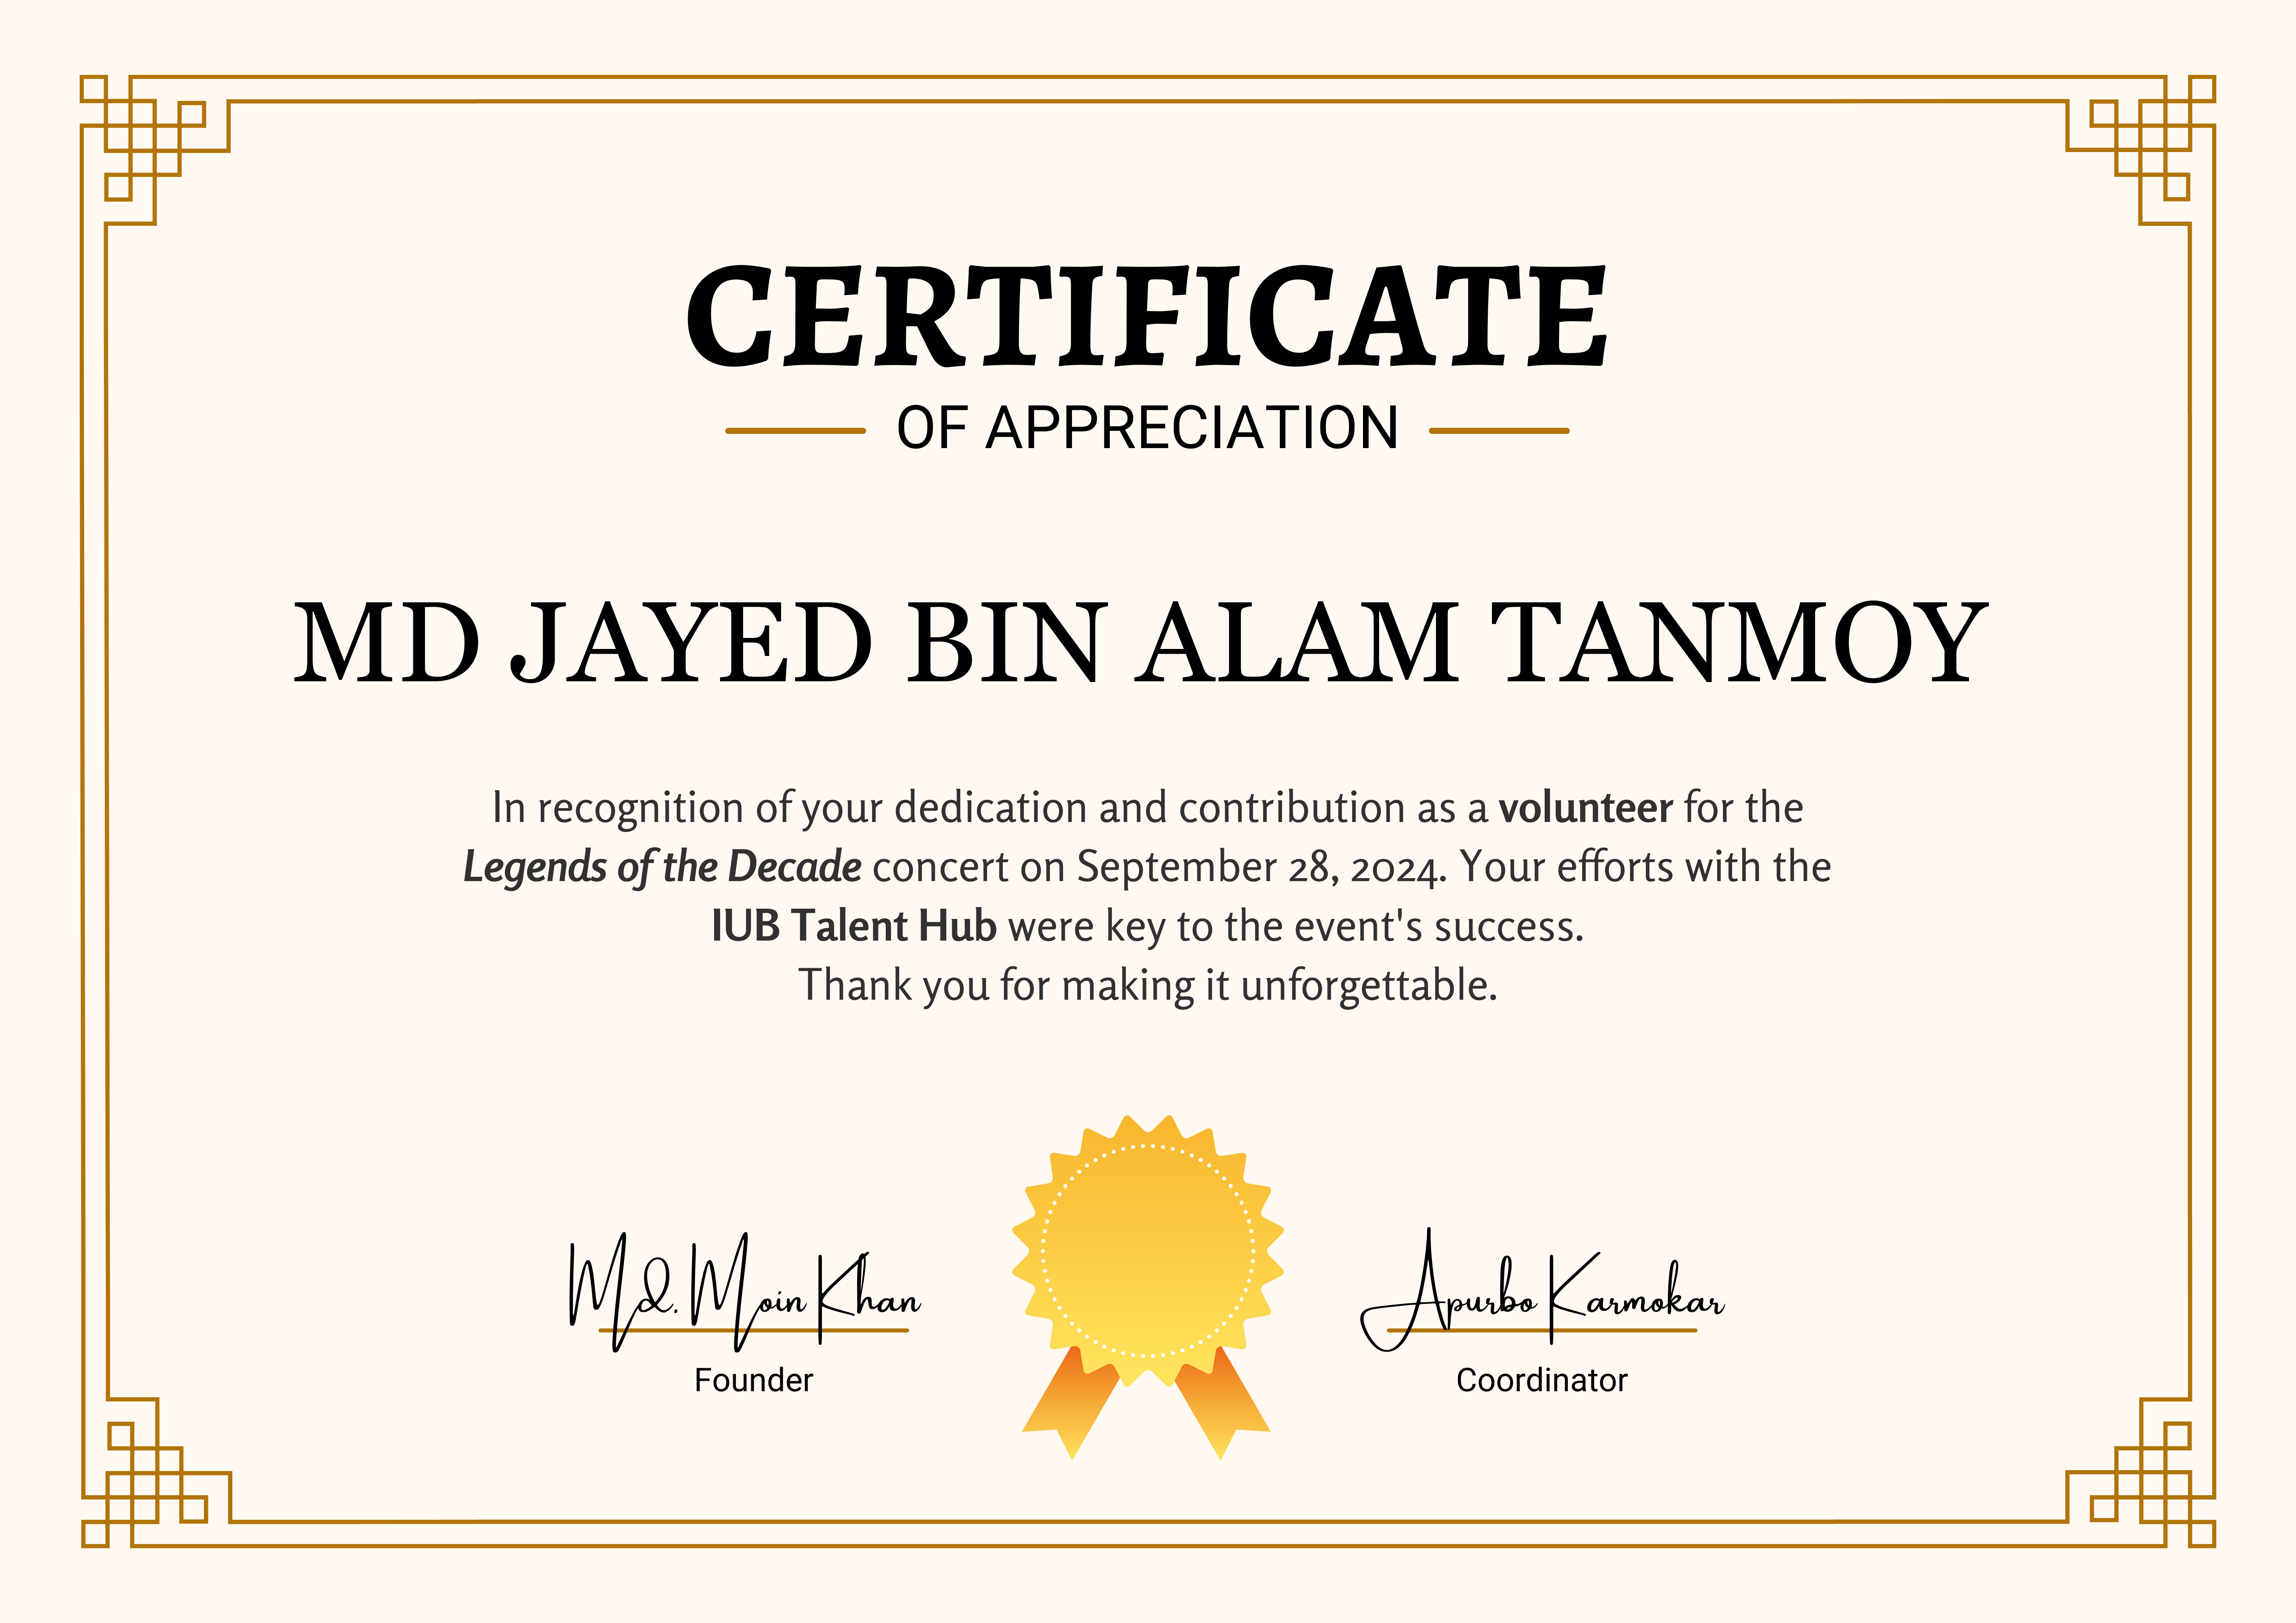 CERTIFICATE
OF APPRECIATION
MD JAYED BIN ALAM TANMOY
In recognition of your dedication and contribution as a volunteer for the
Legends of the Decade concert on September 28, 2024. Your efforts with the
IUB Talent Hub were key to the event's success.
Thank you for making it unforgettable.
Md. Moin Khan
Founder
Apurbo Karmokar
Coordinator